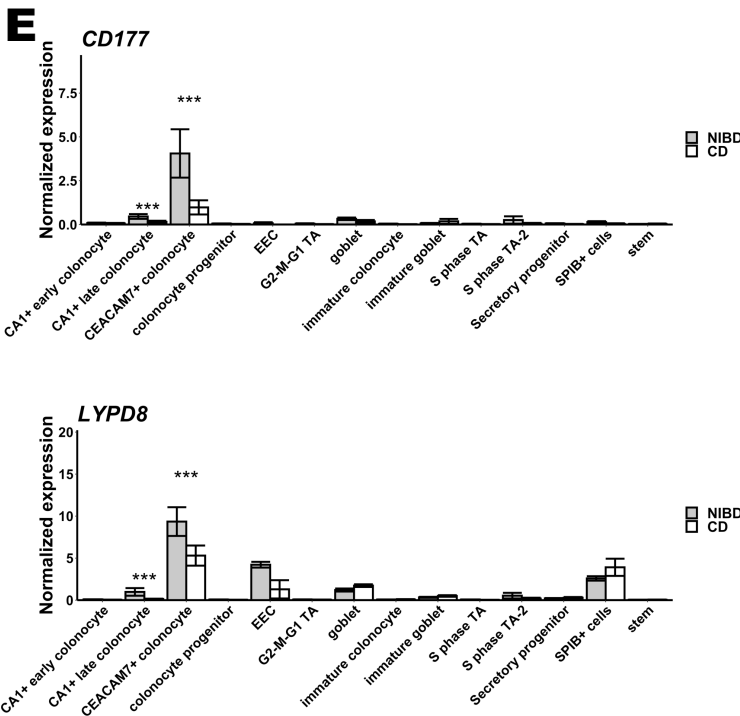 E
CD177
Normalized expression
7.5
5.0
2.5
0.0
***
***
NIBD
CD
CA1+ early colonocyte
CA1+ late colonocyte
CEACAM7+ colonocyte
colonocyte progenitor
EEC
G2-M-G1 TA
goblet
immature colonocyte
immature goblet
S phase TA
S phase TA-2
Secretory progenitor
SPIB+ cells
stem
LYPD8
Normalized expression
20
15
10
5
0
***
***
NIBD
CD
CA1+ early colonocyte
CA1+ late colonocyte
CEACAM7+ colonocyte
colonocyte progenitor
EEC
G2-M-G1 TA
goblet
immature colonocyte
immature goblet
S phase TA
S phase TA-2
Secretory progenitor
SPIB+ cells
stem